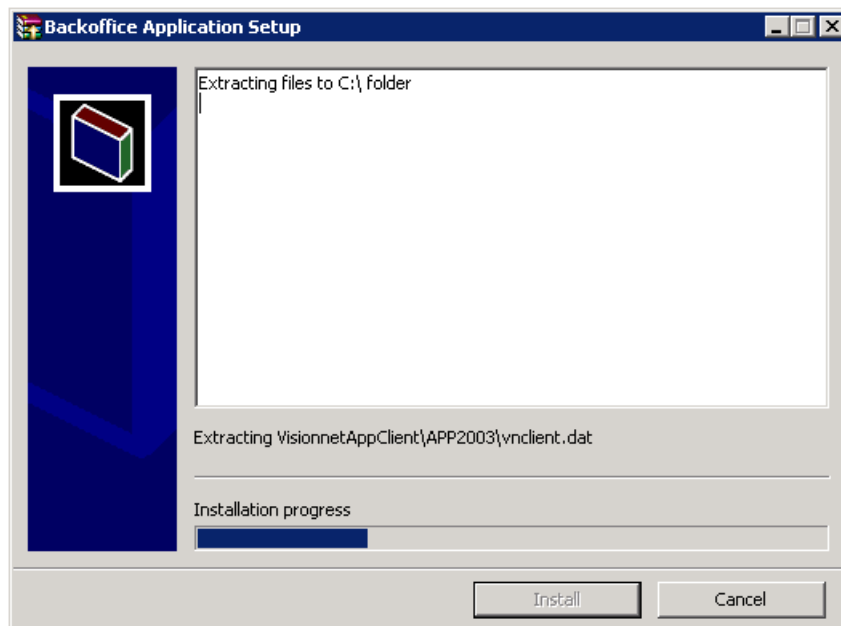 Backoffice Application Setup
Extracting files to C:\ folder
Extracting VisionnetAppClient\APP2003\vnclient.dat
Installation progress
Install
Cancel